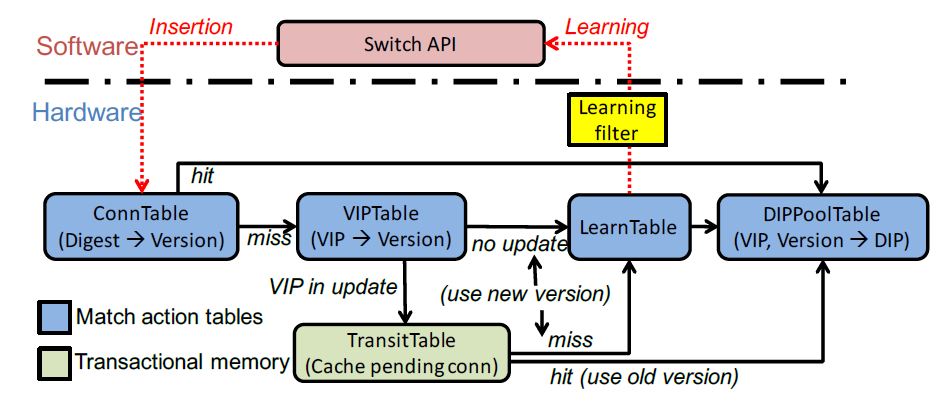 Insertion
Switch API
Learning
Software
Hardware
Learning
filter
hit
ConnTable
(Digest → Version)
miss
VIPTable
(VIP → Version)
no update
LearnTable
DIPPoolTable
(VIP, Version → DIP)
VIP in update
(use new version)
Match action tables
Transactional memory
TransitTable
(Cache pending conn)
miss
hit (use old version)